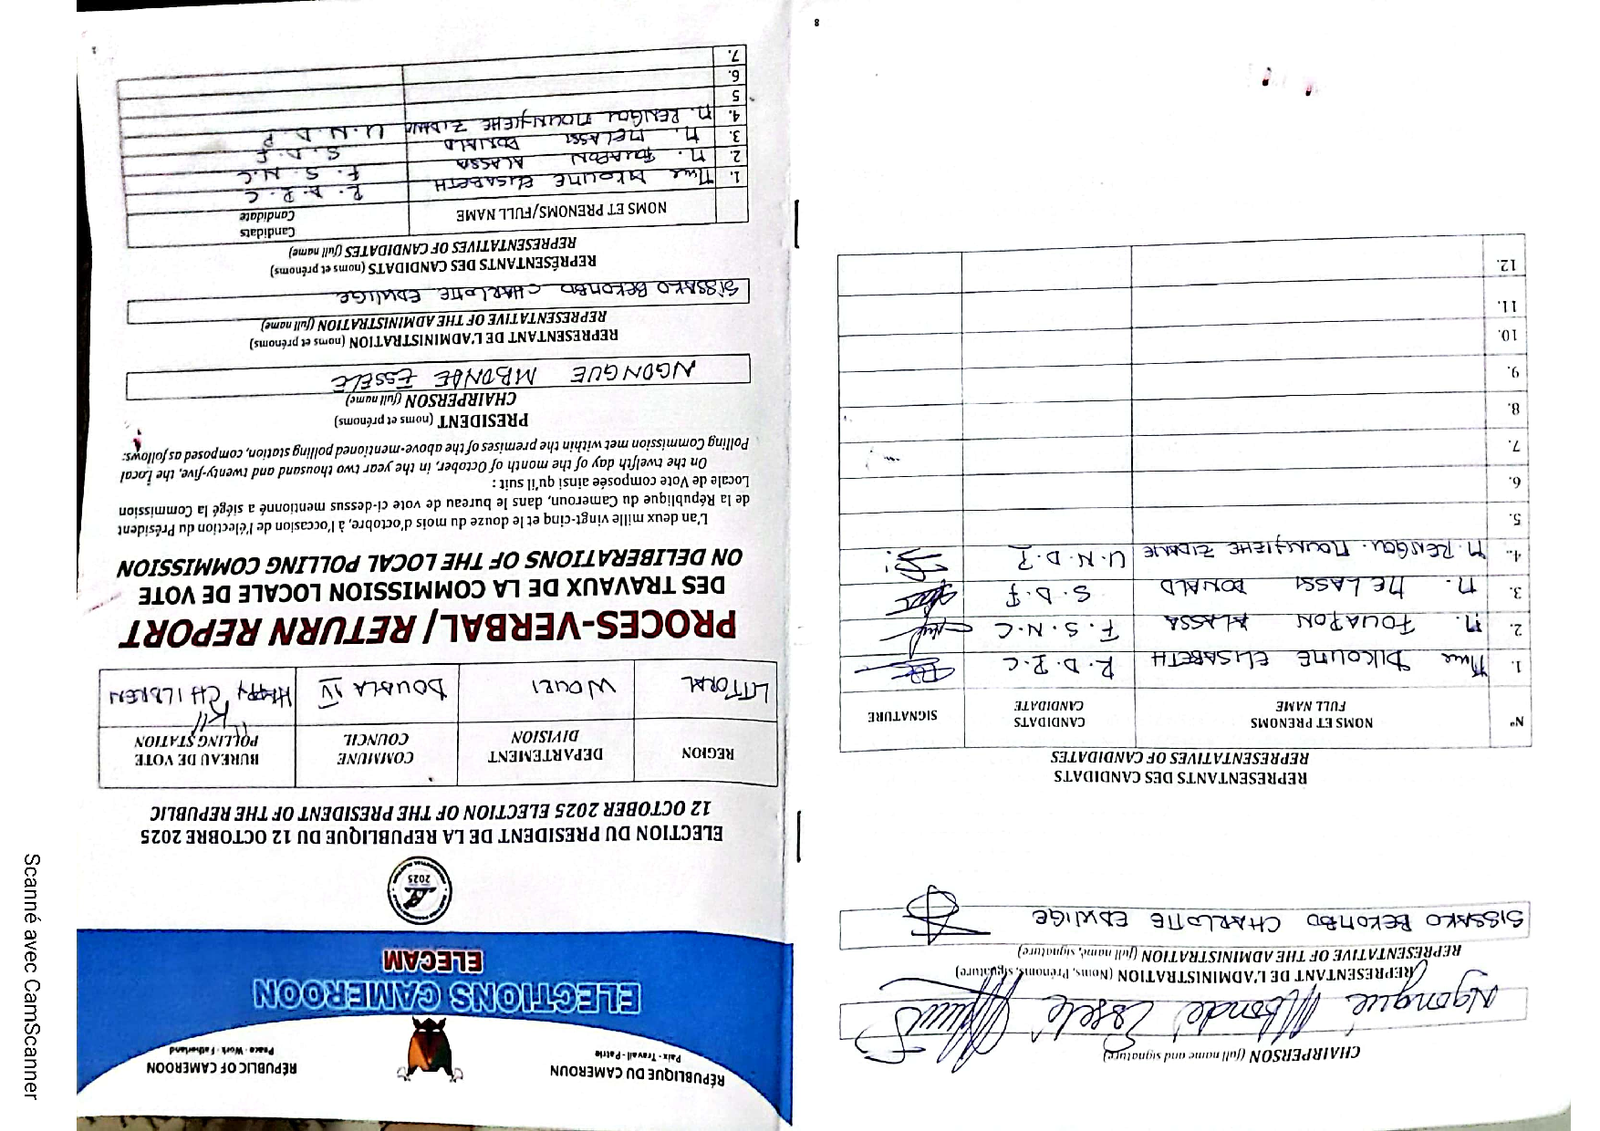 RÉPUBLIQUE DU CAMEROUN
Paix - Travail - Patrie
REPUBLIC OF CAMEROON
Peace - Work - Fatherland
ELECTIONS CAMEROON
ELECAM
2025
ELECTION DU PRESIDENT DE LA REPUBLIQUE DU 12 OCTOBRE 2025
12 OCTOBER 2025 ELECTION OF THE PRESIDENT OF THE REPUBLIC
REGION DEPARTEMENT DIVISION COMMUNE COUNCIL BUREAU DE VOTE POLLING STATION
LITTORAL WOURI DOUALA IV HAPPY CHILDREN
PROCES-VERBAL/ RETURN REPORT
DES TRAVAUX DE LA COMMISSION LOCALE DE VOTE
ON DELIBERATIONS OF THE LOCAL POLLING COMMISSION
L'an deux mille vingt-cinq et le douze du mois d'octobre, à l'occasion de l'élection du Président
de la République du Cameroun, dans le bureau de vote ci-dessus mentionné a siégé la Commission
Locale de Vote composée ainsi qu'il suit :
On the twelfth day of the month of October, in the year two thousand and twenty-five, the Local
Polling Commission met within the premises of the above-mentioned polling station, composed as follows:
PRESIDENT (noms et prénoms)
CHAIRPERSON (full name)
NGONGUE MBONDE ESSELE
REPRESENTANT DE L'ADMINISTRATION (noms et prénoms)
REPRESENTATIVE OF THE ADMINISTRATION (full name)
SISSAKO BEKOMBO CHARLOTTE EDWIGE
REPRÉSENTANTS DES CANDIDATS (noms et prénoms)
REPRESENTATIVES OF CANDIDATES (full name)
NOMS ET PRENOMS/FULL NAME Candidats Candidate
1. Mme DIKOUME ELISABETH R.D.P.C
2. M. FOUAPON ALASSA F.S.N.C
3. M. MELASSI DONALD S.D.F
4. M. RENGOU MOUNJIEHE ZIDANE U.N.D.P
5
6.
7.
1
CHAIRPERSON (full name and signature)
Ngongue Mbonde Essele
REPRESENTANT DE L'ADMINISTRATION (Noms, Prénoms, signature)
REPRESENTATIVE OF THE ADMINISTRATION (full name, signature)
SISSAKO BEKOMBO CHARLOTTE EDWIGE
REPRESENTANTS DES CANDIDATS
REPRESENTATIVES OF CANDIDATES
N° NOMS ET PRENOMS FULL NAME CANDIDATS CANDIDATE SIGNATURE
1. Mme DIKOUME ELISABETH R.D.P.C
2. M. FOUAPON ALASSA F.S.N.C
3. M. MELASSI DONALD S.D.F
4. M. RENGOU MOUNJIEHE ZIDANE U.N.D.P
5.
6.
7.
8.
9.
10.
11.
12.
8
Scanné avec CamScanner